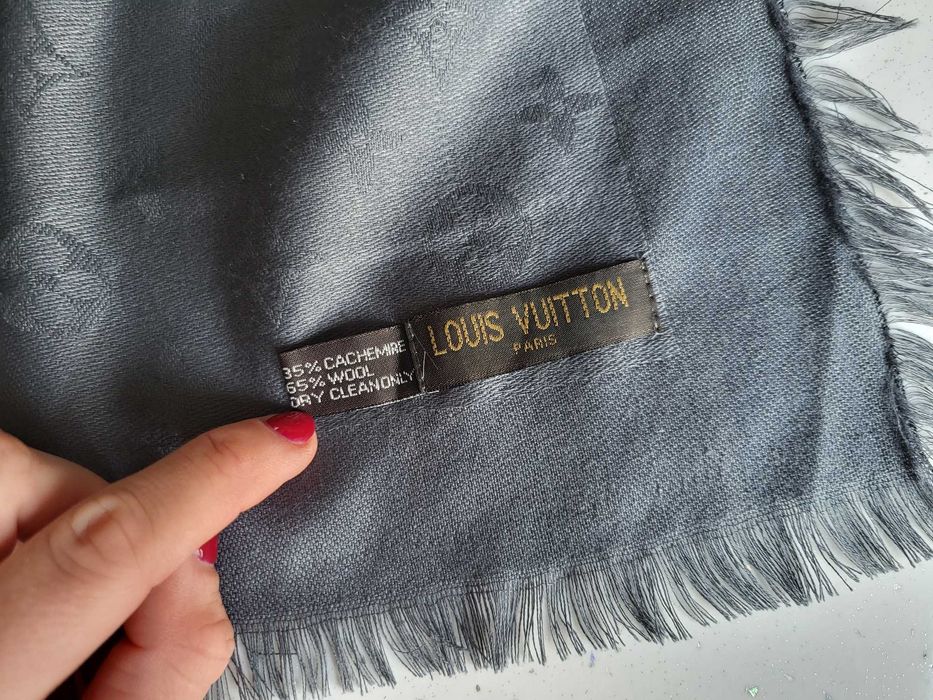 LOUIS VUITTON
PARIS
35% CACHEMIRE
65% WOOL
DRY CLEAN ONLY